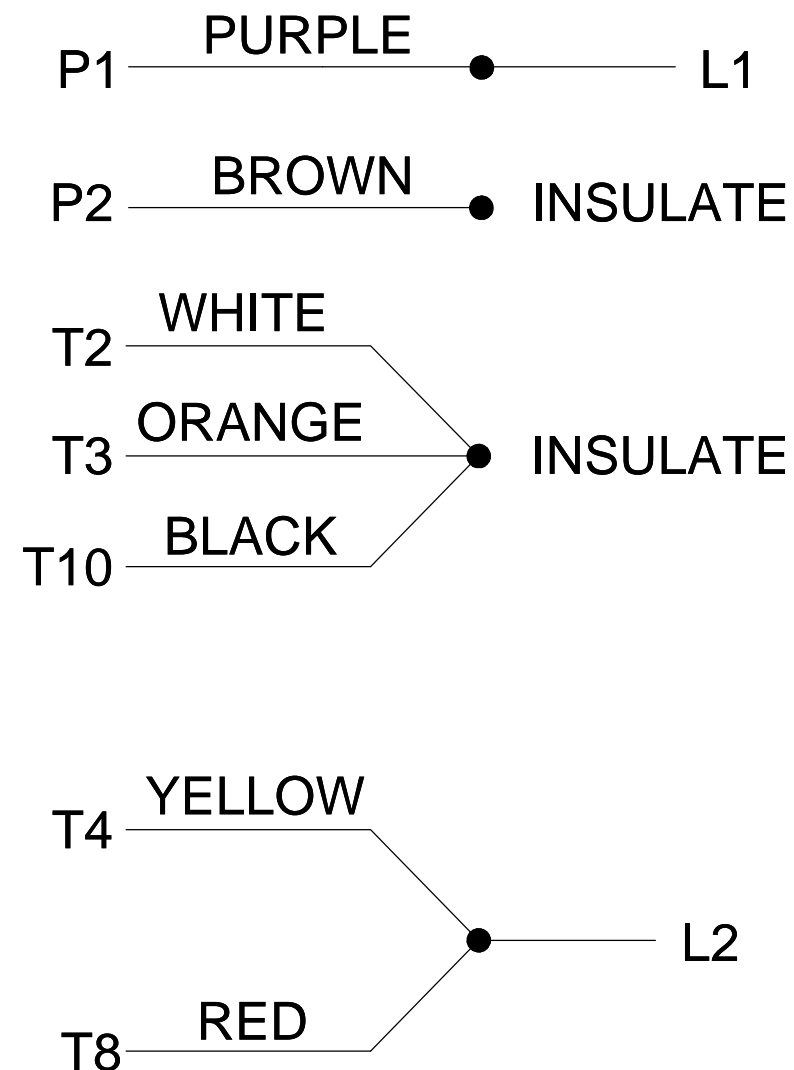 PURPLE
P1 L1
BROWN
P2 INSULATE
WHITE
T2
ORANGE
T3 INSULATE
BLACK
T10
YELLOW
T4
L2
RED
T8